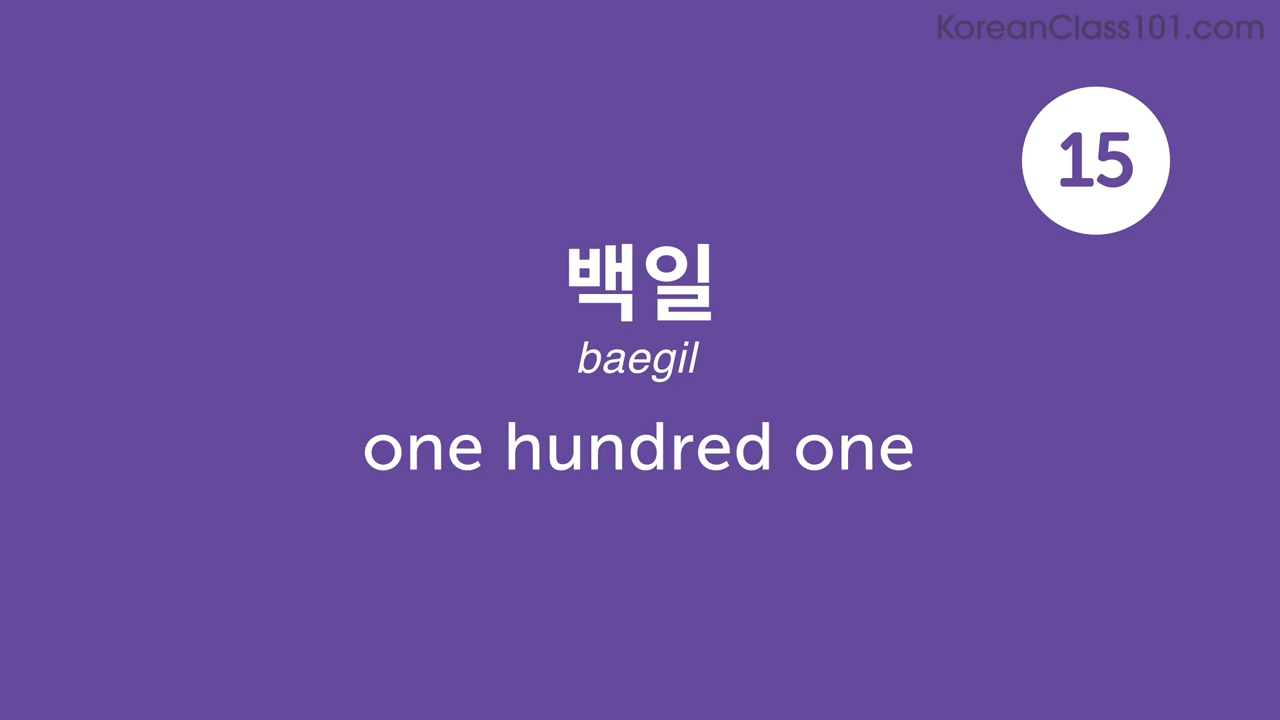 KoreanClass101.com
15
백일
baegil
one hundred one